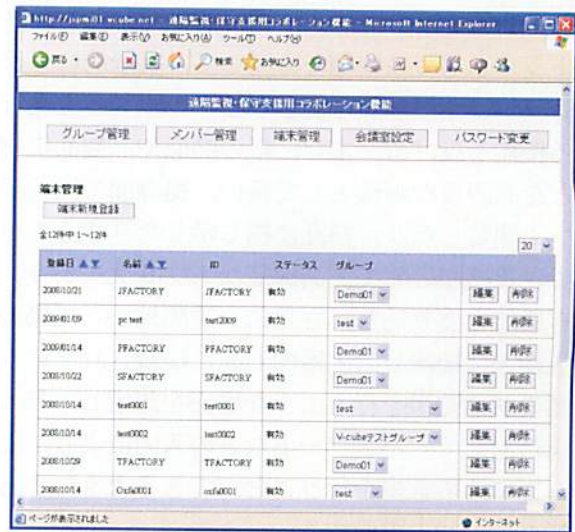 http://jspm01.vcube.net - 遠隔監視・保守支援用コラボレーション機能 - Microsoft Internet Explorer
ファイル(F) 編集(E) 表示(V) お気に入り(A) ツール(T) ヘルプ(H)
戻る 検索 お気に入り
遠隔監視・保守支援用コラボレーション機能
グループ管理 メンバー管理 端末管理 会議室設定 パスワード変更
端末管理
端末新規登録
全12件中 1~12件
20
登録日 ▲▼ 名前 ▲▼ ID ステータス グループ
2008/10/21 JFACTORY JFACTORY 有効 Demo01 編集 削除
2009/01/09 pc test test2009 有効 test 編集 削除
2009/01/14 PFACTORY PFACTORY 有効 Demo01 編集 削除
2008/10/22 SFACTORY SFACTORY 有効 Demo01 編集 削除
2008/10/14 test0001 test0001 有効 test 編集 削除
2008/10/14 test0002 test0002 有効 V-cubeテストグループ 編集 削除
2008/10/29 TFACTORY TFACTORY 有効 Demo01 編集 削除
2008/10/14 有効 test 編集 削除
ページが表示されました インターネット